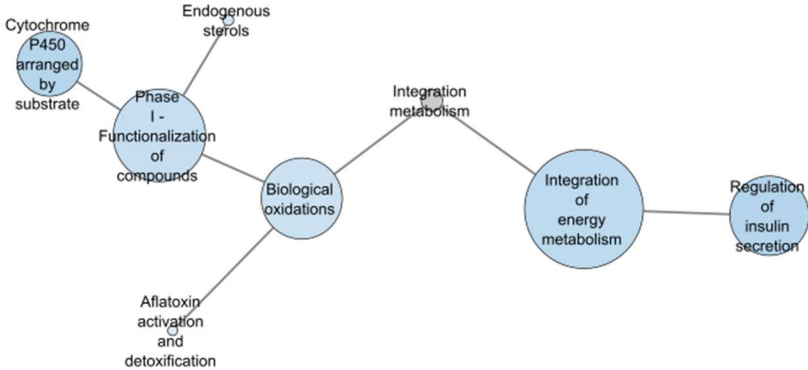 Endogenous
sterols
Cytochrome
P450
arranged
by
substrate
Phase
I -
Functionalization
of
compounds
Integration
metabolism
Biological
oxidations
Integration
of
energy
metabolism
Regulation
of
insulin
secretion
Aflatoxin
activation
and
detoxification